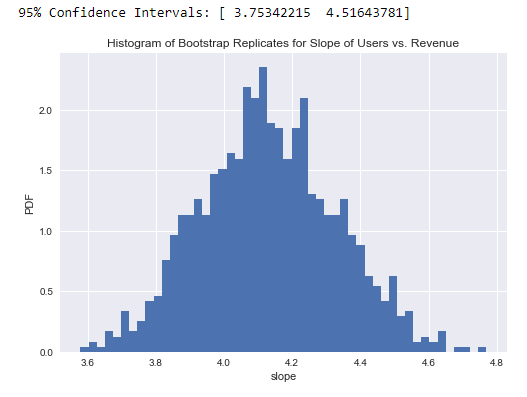 95% Confidence Intervals: [ 3.75342215  4.51643781]
Histogram of Bootstrap Replicates for Slope of Users vs. Revenue
2.0
1.5
PDF
1.0
0.5
0.0
3.6 3.8 4.0 4.2 4.4 4.6 4.8
slope